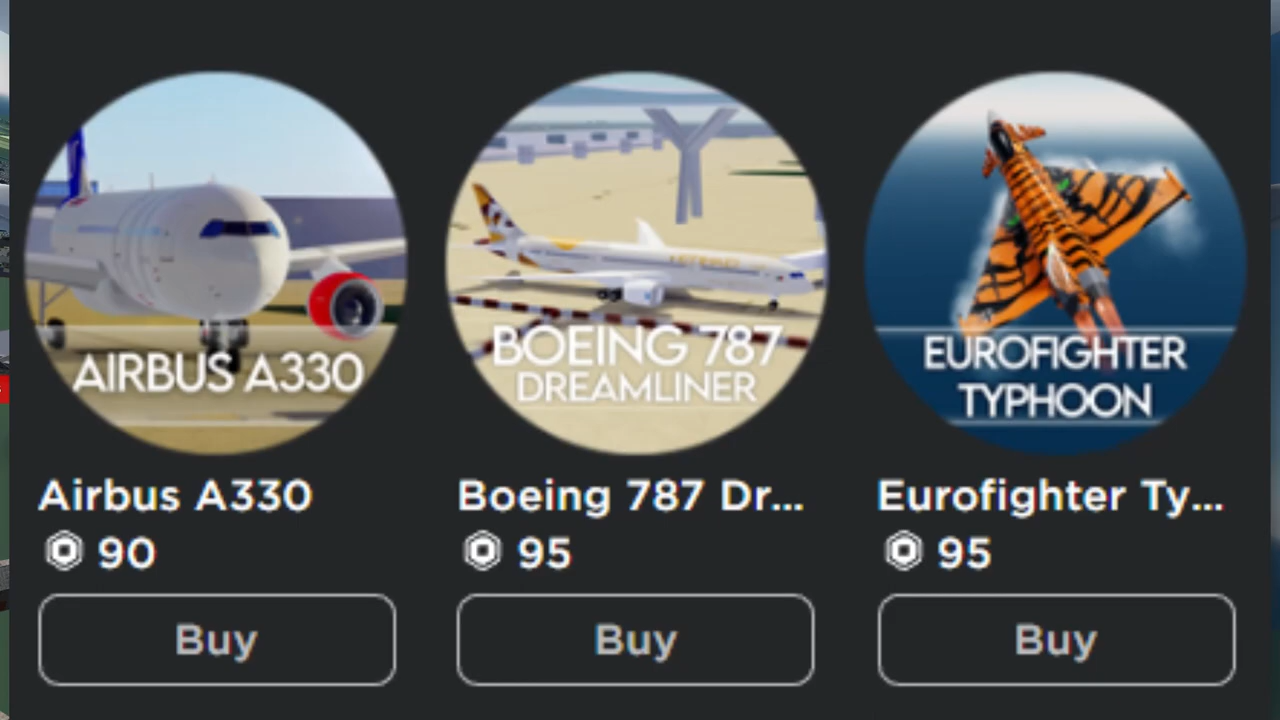 AIRBUS A330
BOEING 787
DREAMLINER
EUROFIGHTER
TYPHOON
Airbus A330
Boeing 787 Dr...
Eurofighter Ty...
90
95
95
Buy
Buy
Buy